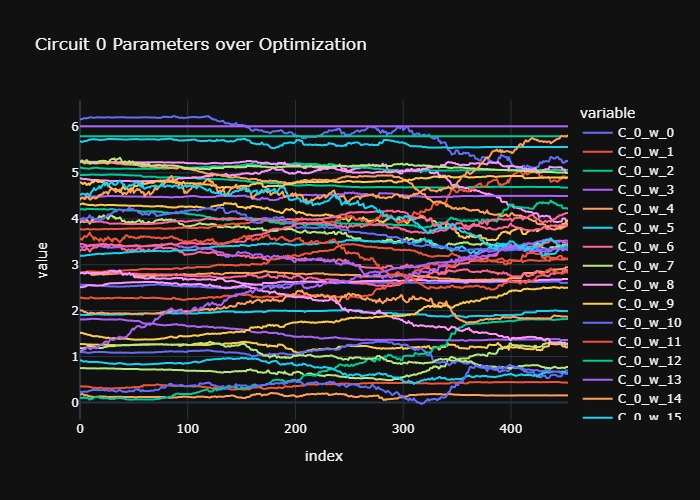 Circuit 0 Parameters over Optimization
variable
C_0_w_0
C_0_w_1
C_0_w_2
C_0_w_3
C_0_w_4
C_0_w_5
C_0_w_6
C_0_w_7
C_0_w_8
C_0_w_9
C_0_w_10
C_0_w_11
C_0_w_12
C_0_w_13
C_0_w_14
C_0_w_15
value
6
5
4
3
2
1
0
0 100 200 300 400
index